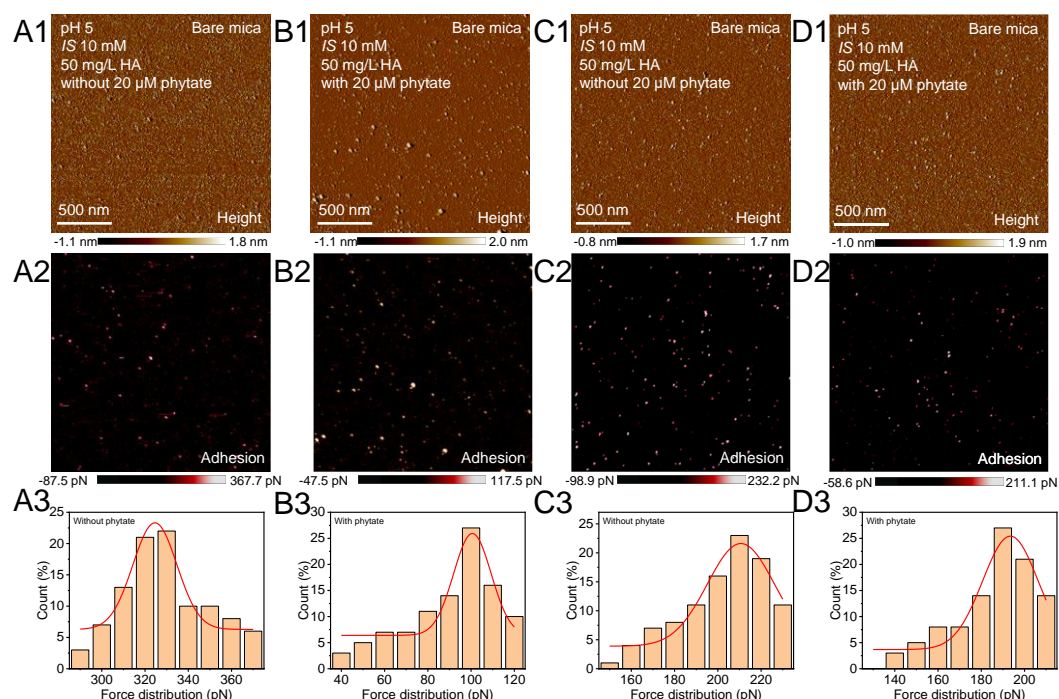 A1
pH 5 Bare mica
IS 10 mM
50 mg/L HA
without 20 µM phytate
500 nm Height
-1.1 nm 1.8 nm
B1
pH 5 Bare mica
IS 10 mM
50 mg/L HA
with 20 µM phytate
500 nm Height
-1.1 nm 2.0 nm
C1
pH 5 Bare mica
IS 10 mM
50 mg/L HA
without 20 µM phytate
500 nm Height
-0.8 nm 1.7 nm
D1
pH 5 Bare mica
IS 10 mM
50 mg/L HA
with 20 µM phytate
500 nm Height
-1.0 nm 1.9 nm
A2
Adhesion
-87.5 pN 367.7 pN
B2
Adhesion
-47.5 pN 117.5 pN
C2
Adhesion
-98.9 pN 232.2 pN
D2
Adhesion
-58.6 pN 211.1 pN
A3
Without phytate
Count (%)
25
20
15
10
5
0
300 320 340 360
Force distribution (pN)
B3
With phytate
Count (%)
30
25
20
15
10
5
0
40 60 80 100 120
Force distribution (pN)
C3
Without phytate
Count (%)
25
20
15
10
5
0
160 180 200 220
Force distribution (pN)
D3
With phytate
Count (%)
30
25
20
15
10
5
0
140 160 180 200
Force distribution (pN)